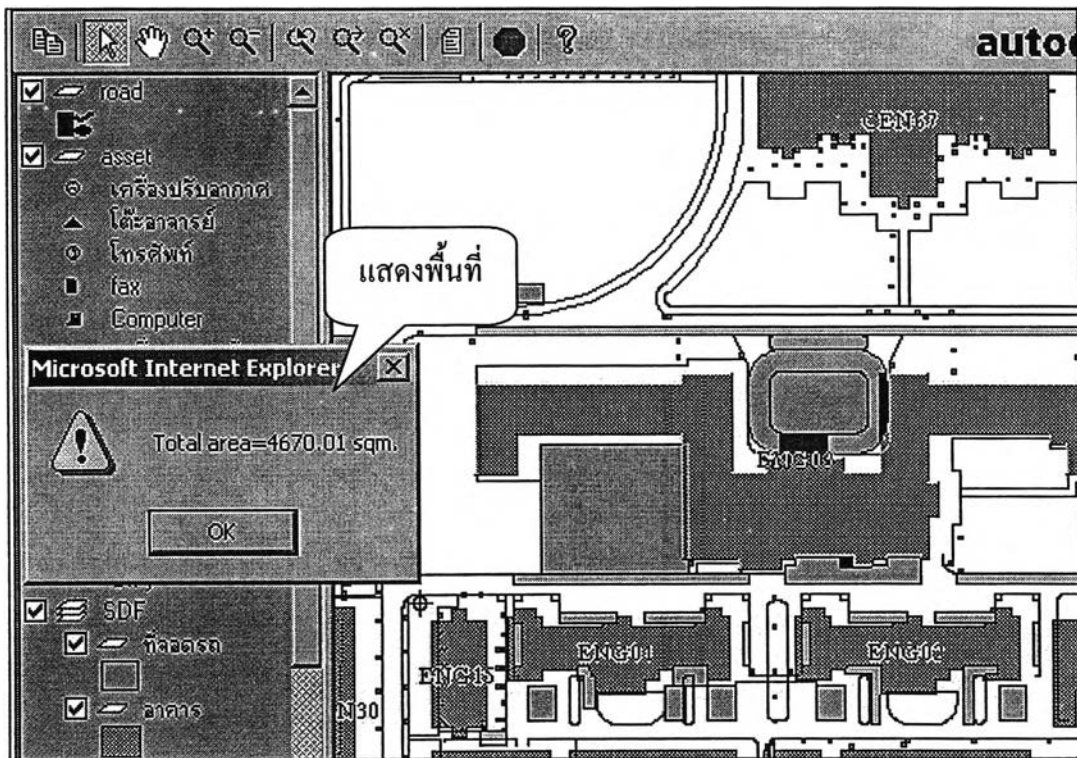 autod
road
asset
เครื่องปรับอากาศ
โต๊ะอาจารย์
โทรศัพท์
fax
Computer
แสดงพื้นที่
Microsoft Internet Explorer
Total area=4670.01 sqm.
OK
SDF
ที่จอดรถ
อาคาร
CEN67
ENG01
ENG02
ENG15
N30